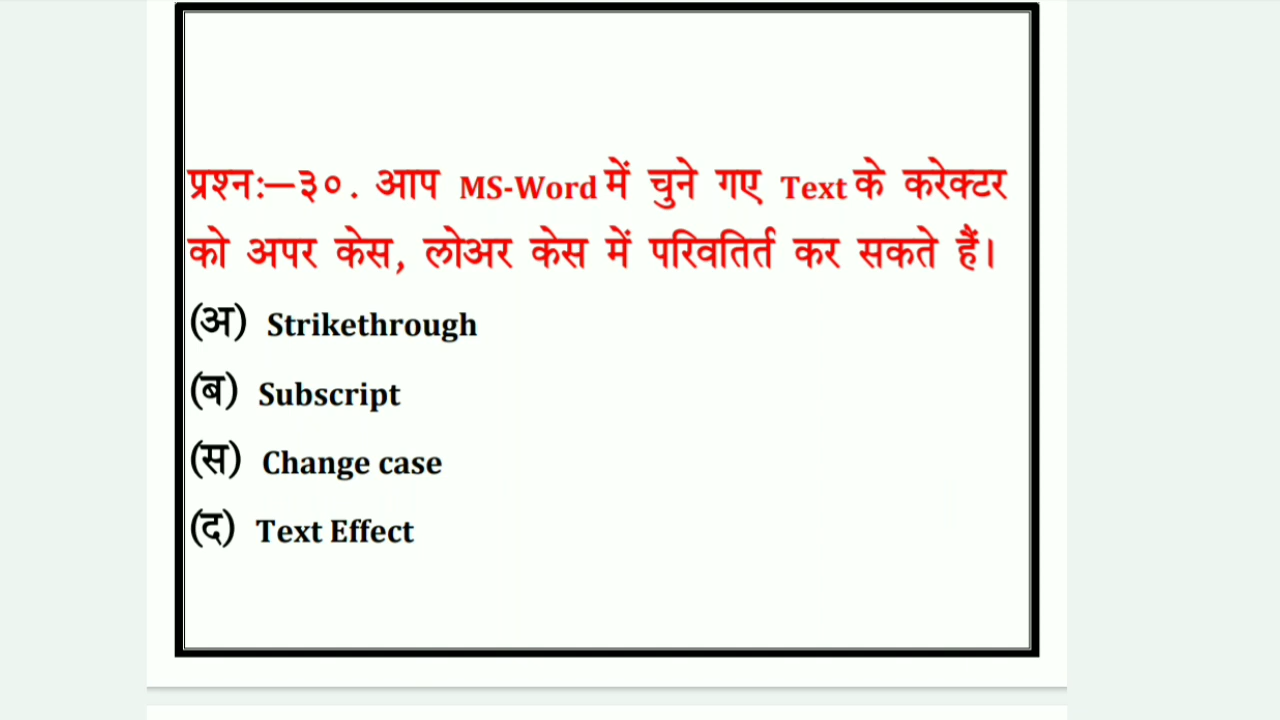 प्रश्नः—३०. आप MS-Word में चुने गए Text के करेक्टर
को अपर केस, लोअर केस में परिवतिर्त कर सकते हैं।
(अ) Strikethrough
(ब) Subscript
(स) Change case
(द) Text Effect